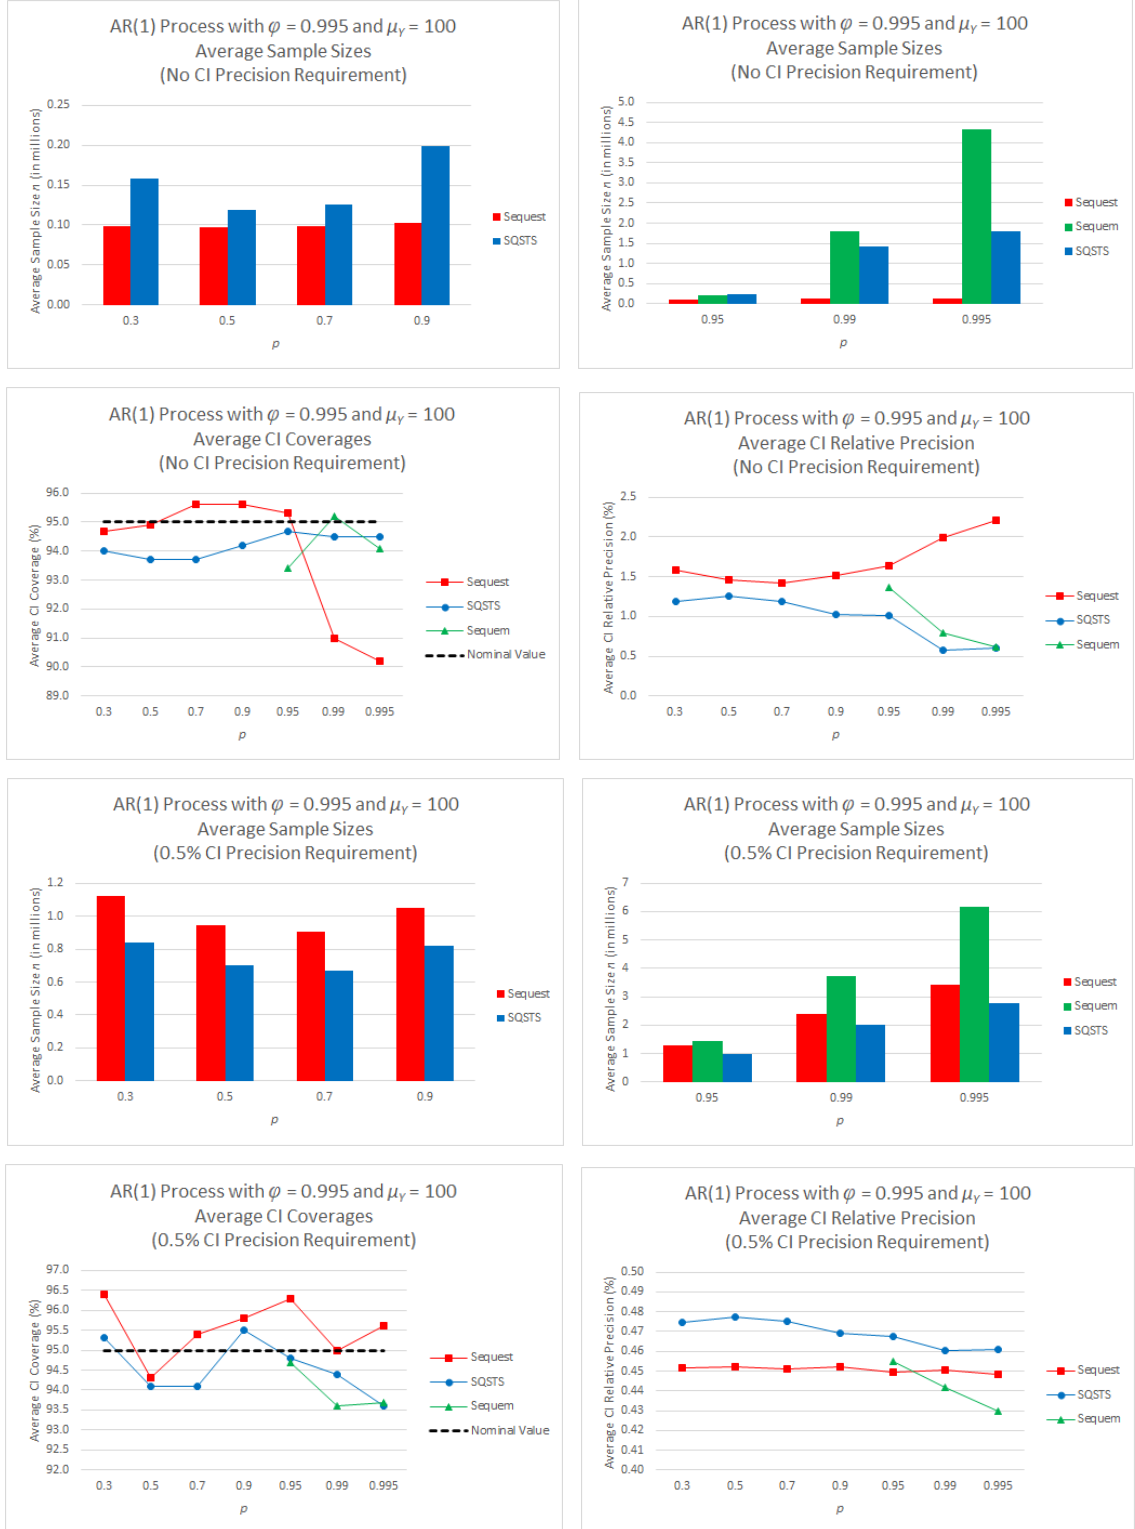 AR(1) Process with φ = 0.995 and μY = 100
Average Sample Sizes
(No CI Precision Requirement)
Average Sample Size n (in millions)
0.25
0.20
0.15
0.10
0.05
0.00
0.3 0.5 0.7 0.9
p
Sequest
SQSTS
AR(1) Process with φ = 0.995 and μY = 100
Average Sample Sizes
(No CI Precision Requirement)
Average Sample Size n (in millions)
5.0
4.5
4.0
3.5
3.0
2.5
2.0
1.5
1.0
0.5
0.0
0.95 0.99 0.995
p
Sequest
Sequem
SQSTS
AR(1) Process with φ = 0.995 and μY = 100
Average CI Coverages
(No CI Precision Requirement)
Average CI Coverage (%)
96.0
95.0
94.0
93.0
92.0
91.0
90.0
89.0
0.3 0.5 0.7 0.9 0.95 0.99 0.995
p
Sequest
SQSTS
Sequem
Nominal Value
AR(1) Process with φ = 0.995 and μY = 100
Average CI Relative Precision
(No CI Precision Requirement)
Average CI Relative Precision (%)
2.5
2.0
1.5
1.0
0.5
0.0
0.3 0.5 0.7 0.9 0.95 0.99 0.995
p
Sequest
SQSTS
Sequem
AR(1) Process with φ = 0.995 and μY = 100
Average Sample Sizes
(0.5% CI Precision Requirement)
Average Sample Size n (in millions)
1.2
1.0
0.8
0.6
0.4
0.2
0.0
0.3 0.5 0.7 0.9
p
Sequest
SQSTS
AR(1) Process with φ = 0.995 and μY = 100
Average Sample Sizes
(0.5% CI Precision Requirement)
Average Sample Size n (in millions)
7
6
5
4
3
2
1
0
0.95 0.99 0.995
p
Sequest
Sequem
SQSTS
AR(1) Process with φ = 0.995 and μY = 100
Average CI Coverages
(0.5% CI Precision Requirement)
Average CI Coverage (%)
97.0
96.5
96.0
95.5
95.0
94.5
94.0
93.5
93.0
92.5
92.0
0.3 0.5 0.7 0.9 0.95 0.99 0.995
p
Sequest
SQSTS
Sequem
Nominal Value
AR(1) Process with φ = 0.995 and μY = 100
Average CI Relative Precision
(0.5% CI Precision Requirement)
Average CI Relative Precision (%)
0.50
0.49
0.48
0.47
0.46
0.45
0.44
0.43
0.42
0.41
0.40
0.3 0.5 0.7 0.9 0.95 0.99 0.995
p
Sequest
SQSTS
Sequem